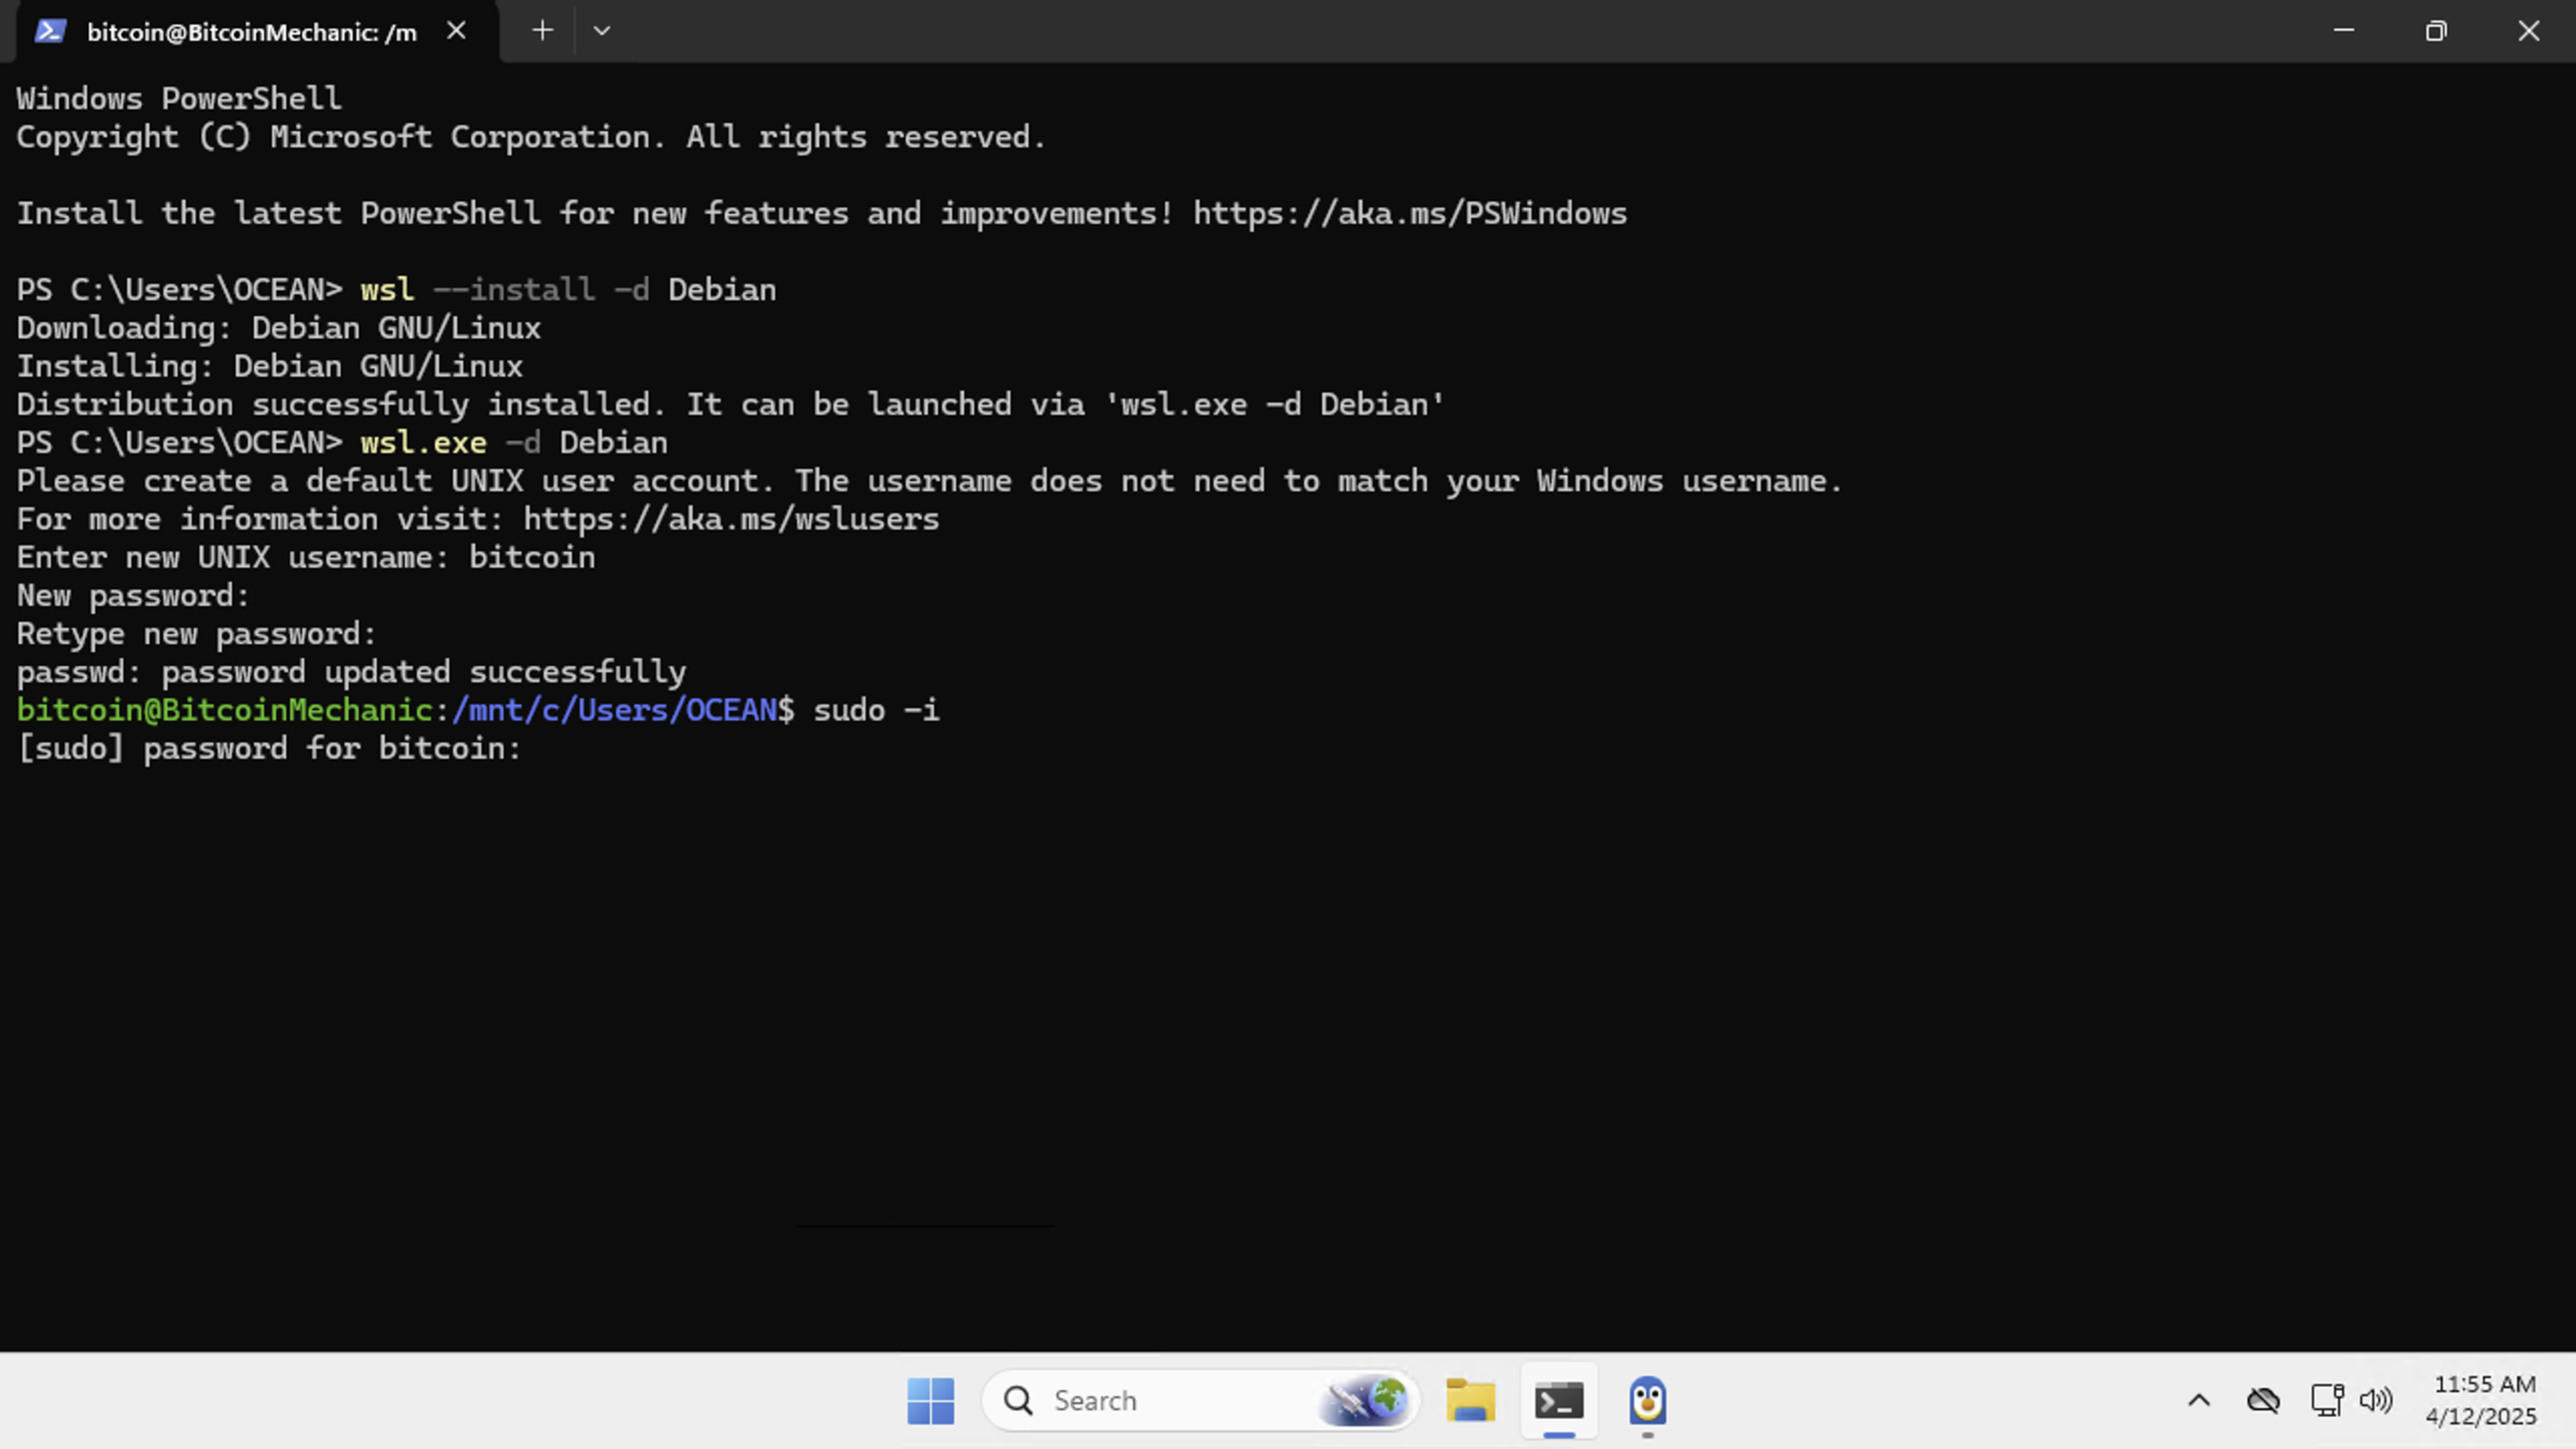 bitcoin@BitcoinMechanic: /m
Windows PowerShell
Copyright (C) Microsoft Corporation. All rights reserved.
Install the latest PowerShell for new features and improvements! https://aka.ms/PSWindows
PS C:\Users\OCEAN> wsl --install -d Debian
Downloading: Debian GNU/Linux
Installing: Debian GNU/Linux
Distribution successfully installed. It can be launched via 'wsl.exe -d Debian'
PS C:\Users\OCEAN> wsl.exe -d Debian
Please create a default UNIX user account. The username does not need to match your Windows username.
For more information visit: https://aka.ms/wslusers
Enter new UNIX username: bitcoin
New password:
Retype new password:
passwd: password updated successfully
bitcoin@BitcoinMechanic:/mnt/c/Users/OCEAN$ sudo -i
[sudo] password for bitcoin:
Search
11:55 AM
4/12/2025